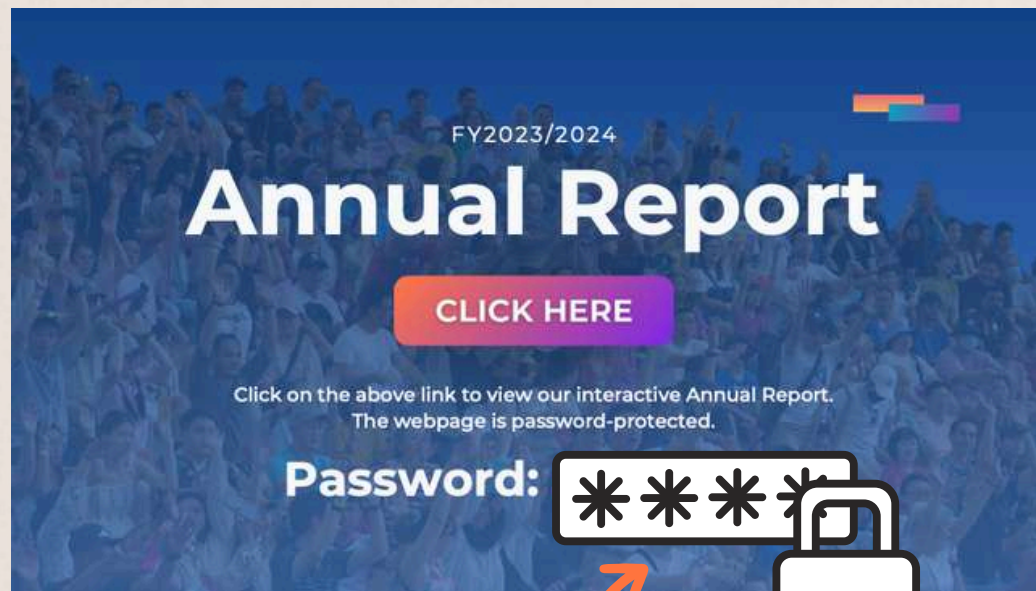 FY2023/2024
Annual Report
CLICK HERE
Click on the above link to view our interactive Annual Report.
The webpage is password-protected.
Password: ****